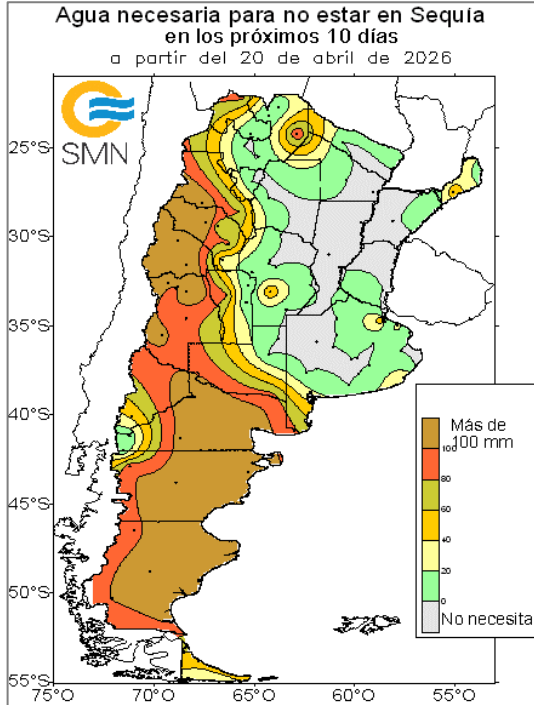 Agua necesaria para no estar en Sequía
en los próximos 10 días
a partir del 20 de abril de 2026
SMN
25°S
30°S
35°S
40°S
45°S
50°S
55°S
75°O
70°O
65°O
60°O
55°O
Más de
100 mm
100
80
60
40
20
0
No necesita